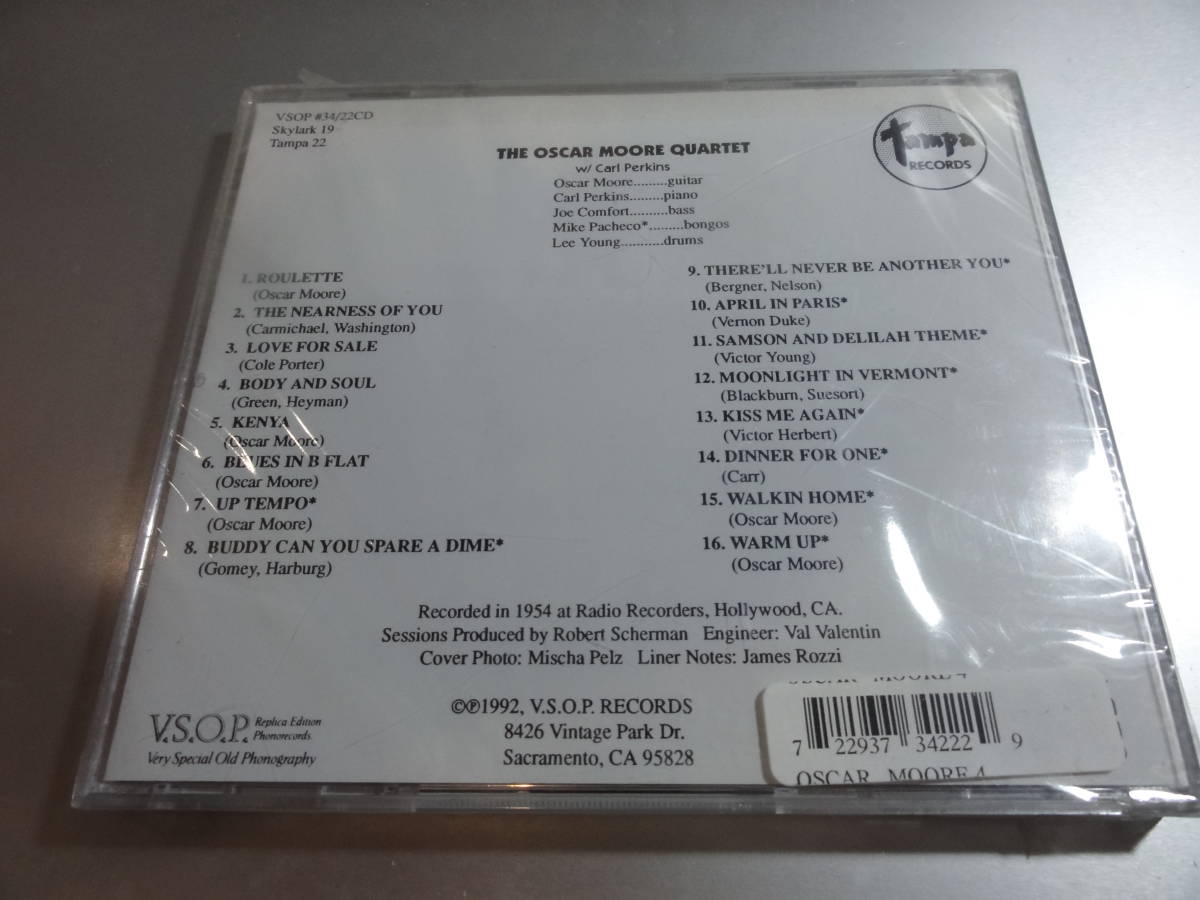 VSOP #34/22CD
Skylark 19
Tampa 22
THE OSCAR MOORE QUARTET
w/ Carl Perkins
Oscar Moore.........guitar
Carl Perkins.........piano
Joe Comfort..........bass
Mike Pacheco*.........bongos
Lee Young...........drums
Tampa
RECORDS
1. ROULETTE
(Oscar Moore)
2. THE NEARNESS OF YOU
(Carmichael, Washington)
3. LOVE FOR SALE
(Cole Porter)
4. BODY AND SOUL
(Green, Heyman)
5. KENYA
(Oscar Moore)
6. BLUES IN B FLAT
(Oscar Moore)
7. UP TEMPO*
(Oscar Moore)
8. BUDDY CAN YOU SPARE A DIME*
(Gomey, Harburg)
9. THERE'LL NEVER BE ANOTHER YOU*
(Bergner, Nelson)
10. APRIL IN PARIS*
(Vernon Duke)
11. SAMSON AND DELILAH THEME*
(Victor Young)
12. MOONLIGHT IN VERMONT*
(Blackburn, Suesort)
13. KISS ME AGAIN*
(Victor Herbert)
14. DINNER FOR ONE*
(Carr)
15. WALKIN HOME*
(Oscar Moore)
16. WARM UP*
(Oscar Moore)
Recorded in 1954 at Radio Recorders, Hollywood, CA.
Sessions Produced by Robert Scherman Engineer: Val Valentin
Cover Photo: Mischa Pelz Liner Notes: James Rozzi
©℗1992, V.S.O.P. RECORDS
8426 Vintage Park Dr.
Sacramento, CA 95828
V.S.O.P. Replica Edition
Phonorecords
Very Special Old Phonography
OSCAR MOORE 4
7 22937 34222 9
OSCAR MOORE 4